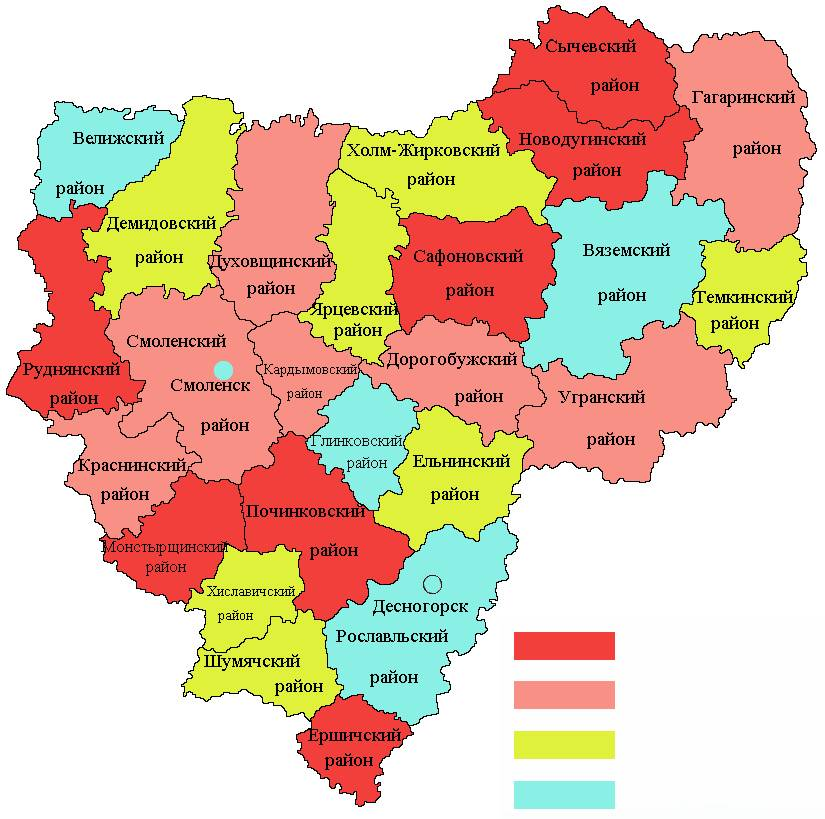 Сычевский
район
Гагаринский
район
Новодугинский
район
Холм-Жирковский
район
Велижский
район
Демидовский
район
Духовщинский
район
Сафоновский
район
Вяземский
район
Темкинский
район
Ярцевский
район
Смоленский
Смоленск
район
Руднянский
район
Кардымовский
район
Дорогобужский
район
Угранский
район
Глинковский
район
Ельнинский
район
Краснинский
район
Починковский
район
Монстырщинский
район
Хиславичский
район
Десногорск
Рославльский
район
Шумячский
район
Ершичский
район